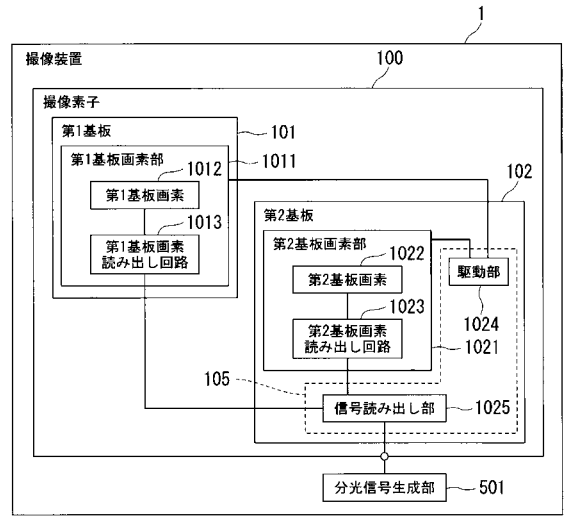 1
撮像装置
100
撮像素子
第1基板
101
第1基板画素部
1011
1012
第1基板画素
1013
第1基板画素
読み出し回路
102
第2基板
第2基板画素部
1022
第2基板画素
1023
第2基板画素
読み出し回路
駆動部
1024
1021
105
信号読み出し部
1025
分光信号生成部
501